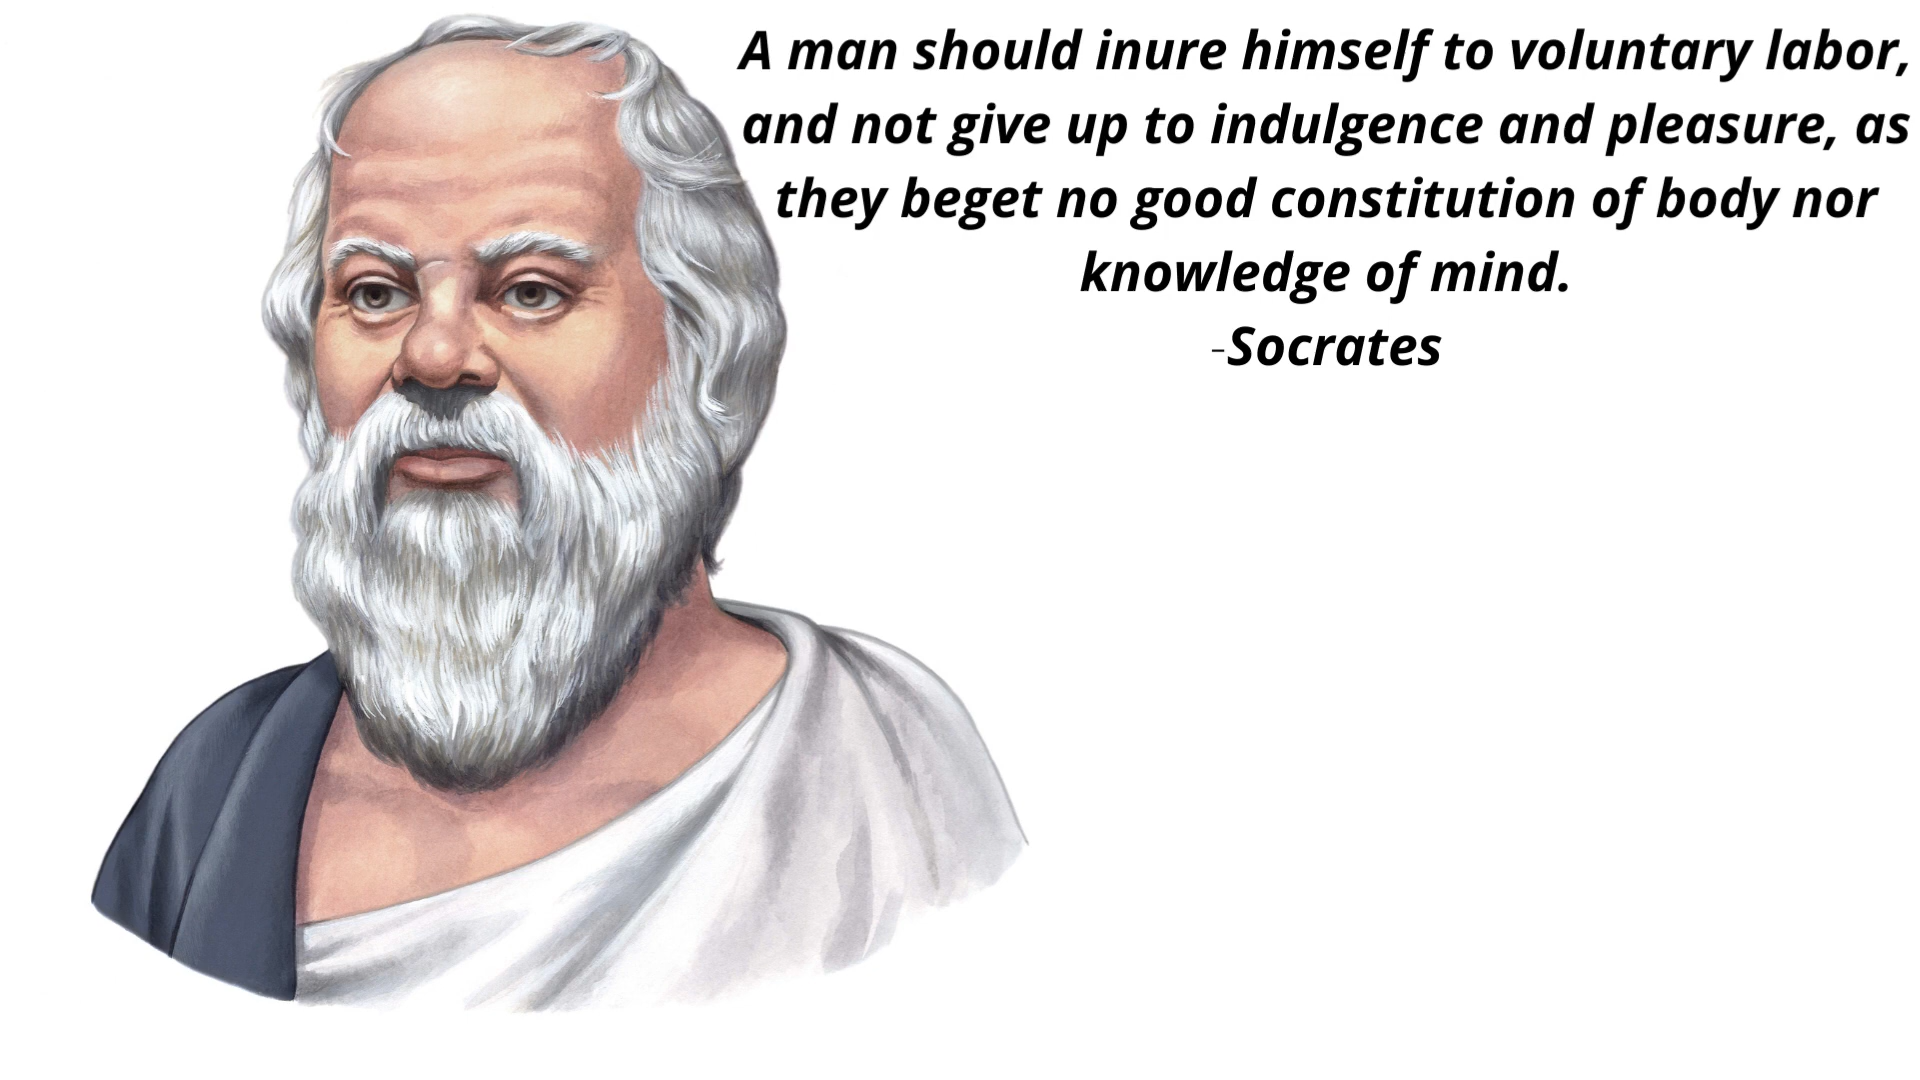 A man should inure himself to voluntary labor,
and not give up to indulgence and pleasure, as
they beget no good constitution of body nor
knowledge of mind.
-Socrates